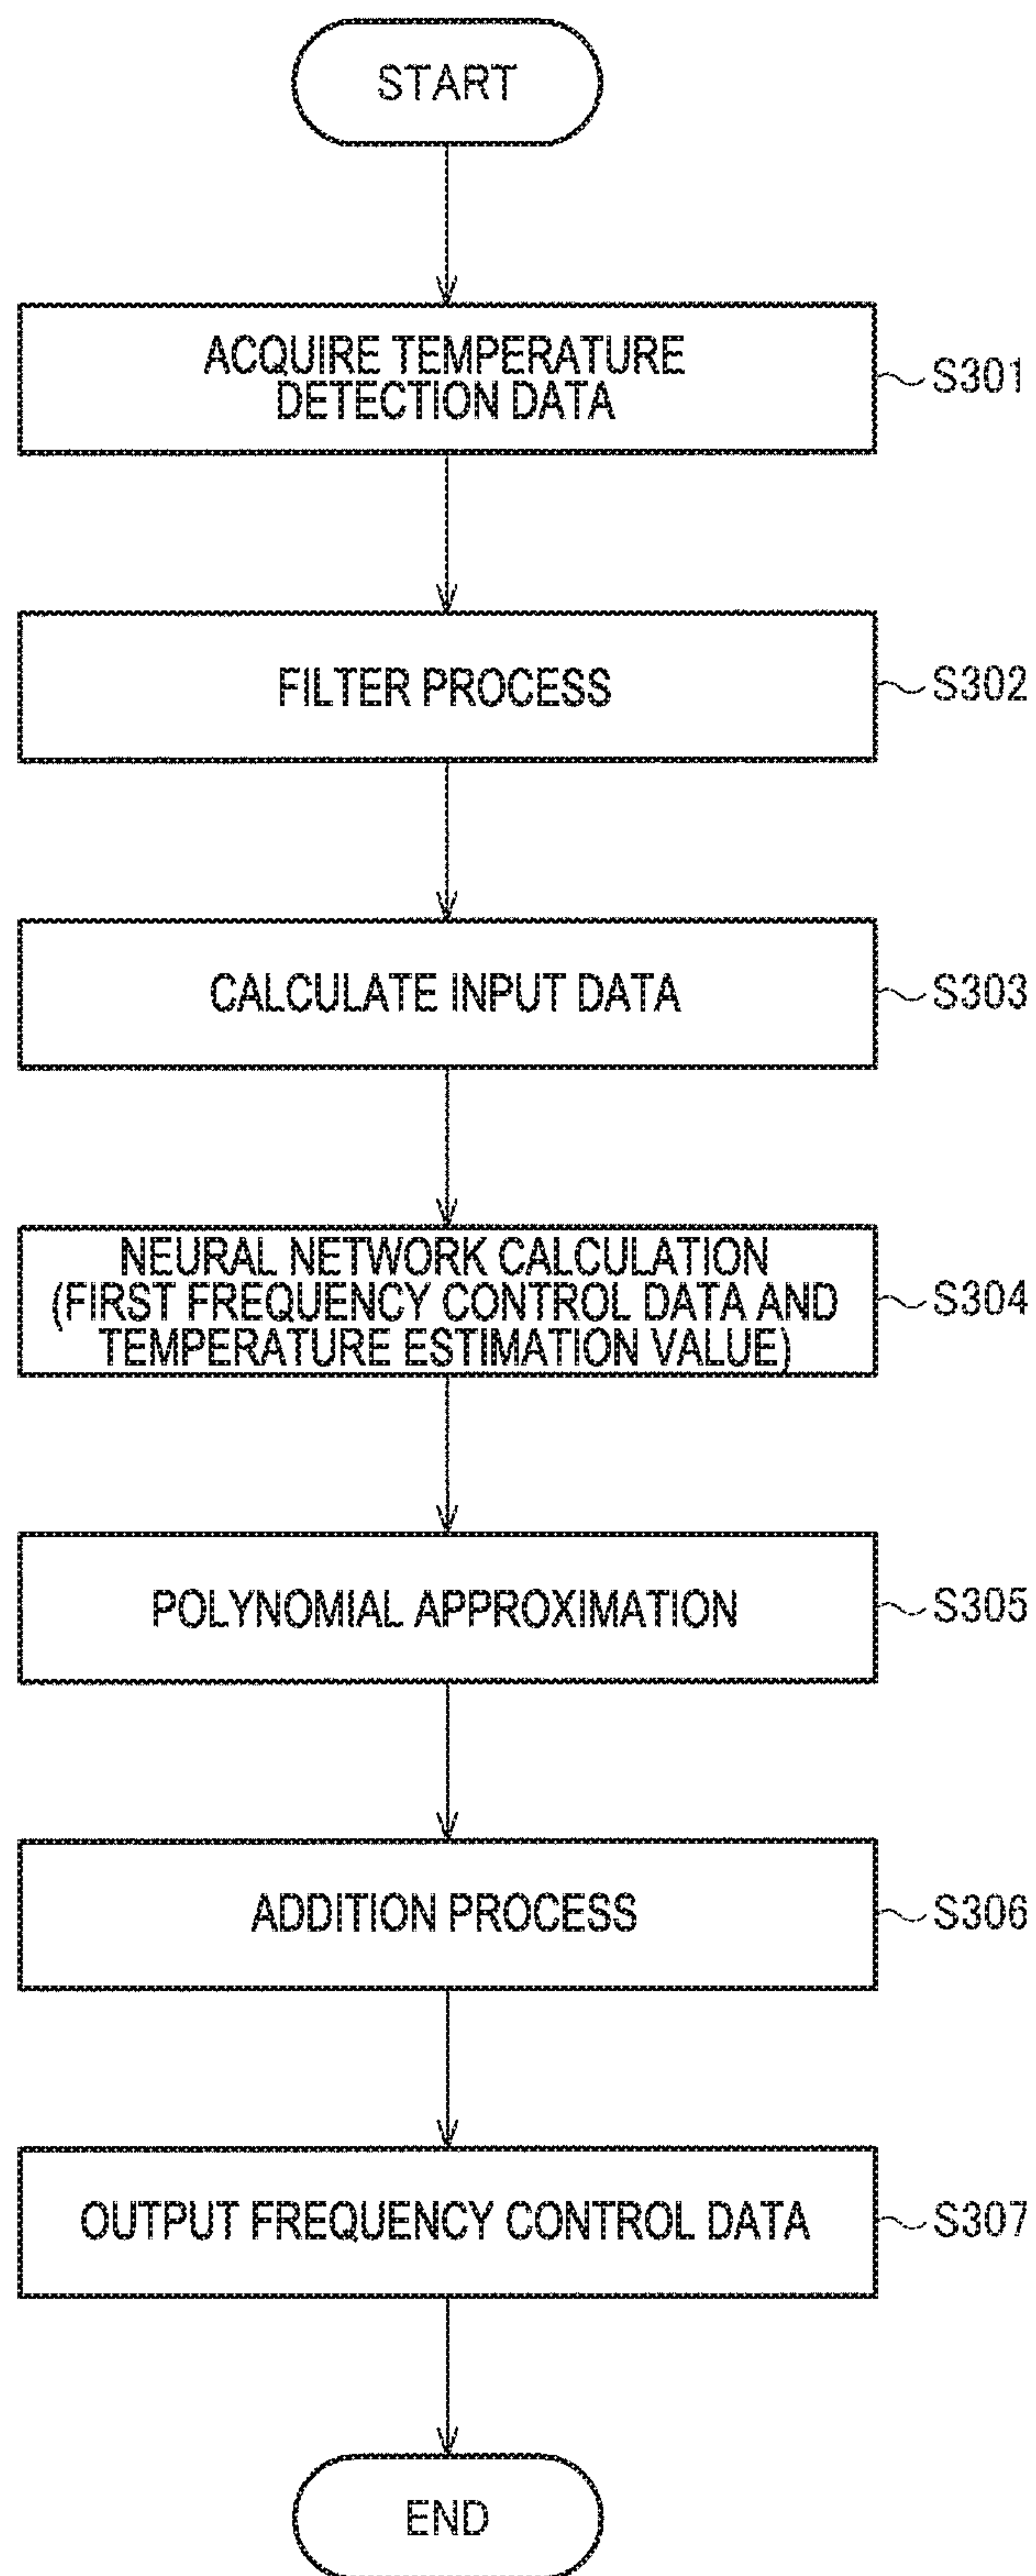 START
ACQUIRE TEMPERATURE
DETECTION DATA
S301
FILTER PROCESS
S302
CALCULATE INPUT DATA
S303
NEURAL NETWORK CALCULATION
(FIRST FREQUENCY CONTROL DATA AND
TEMPERATURE ESTIMATION VALUE)
S304
POLYNOMIAL APPROXIMATION
S305
ADDITION PROCESS
S306
OUTPUT FREQUENCY CONTROL DATA
S307
END